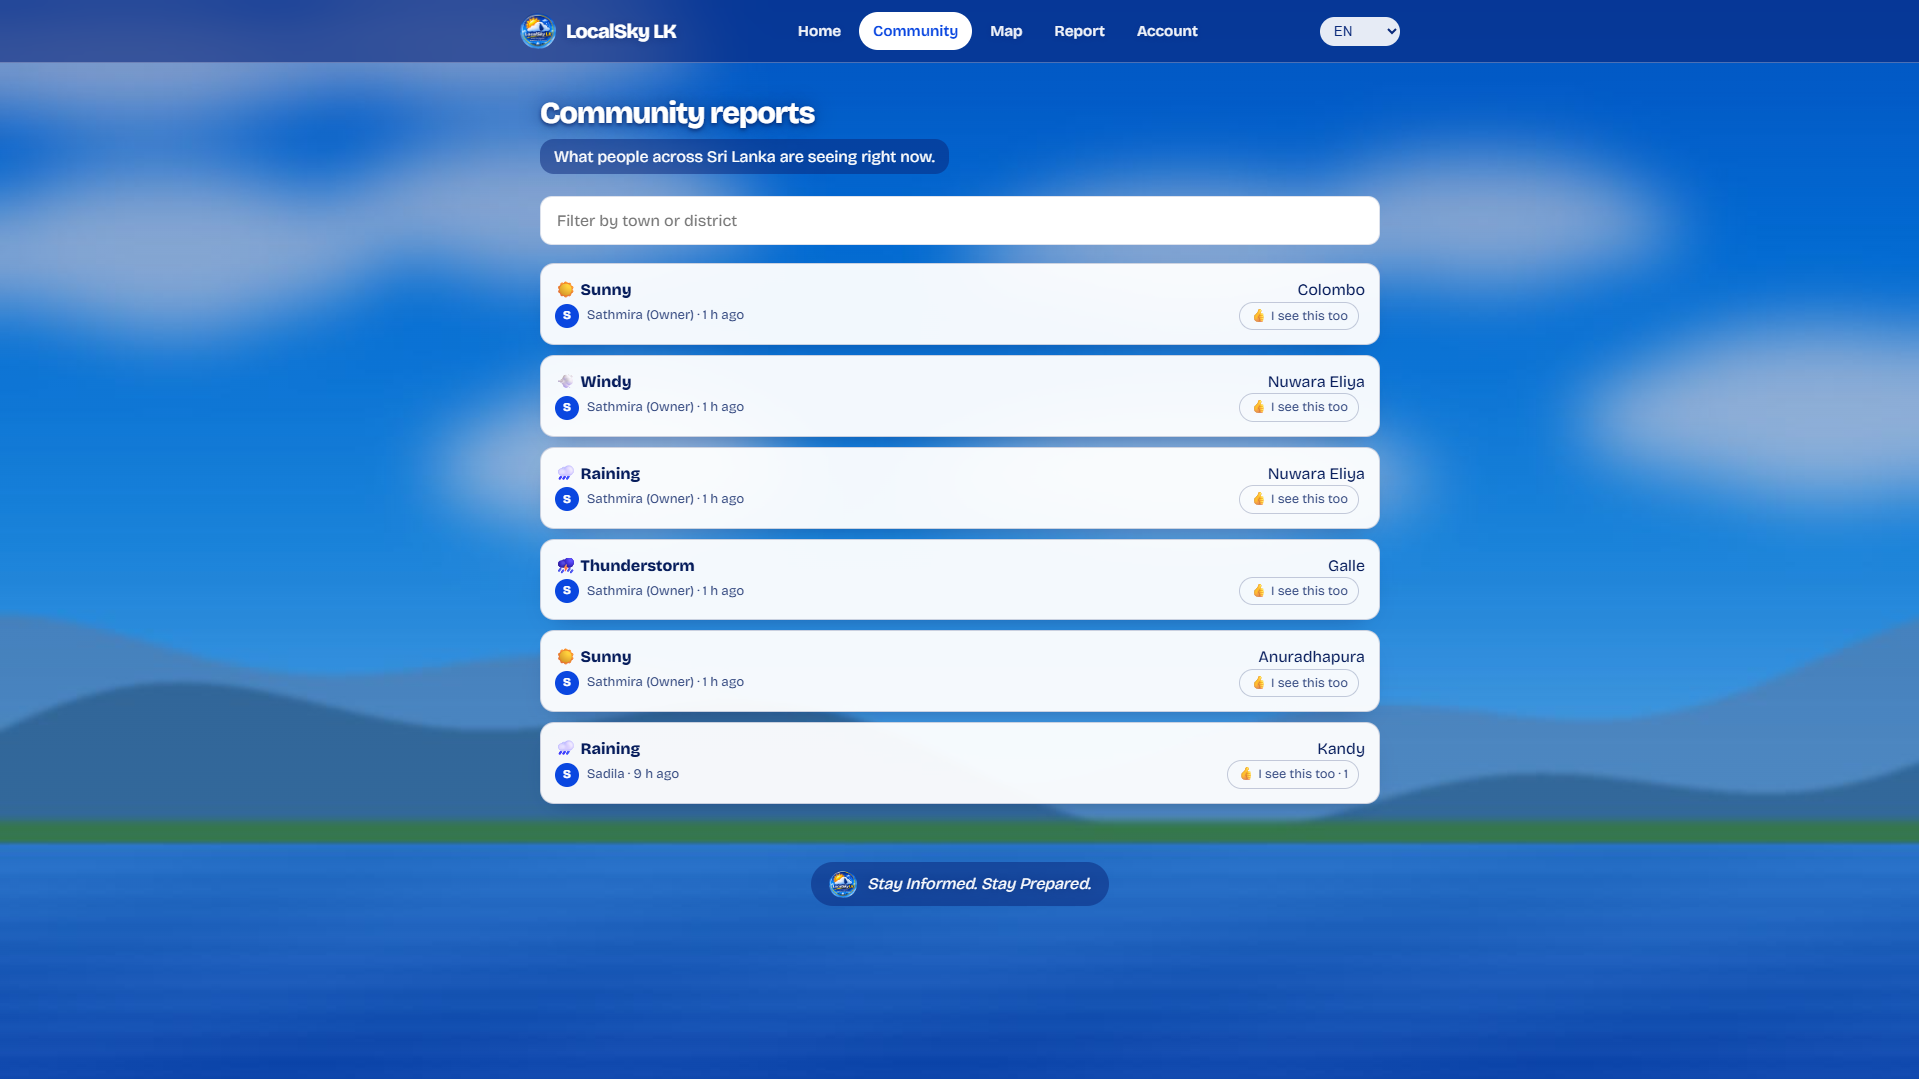 LocalSky LK
Home
Community
Map
Report
Account
EN
Community reports
What people across Sri Lanka are seeing right now.
Filter by town or district
Sunny
Colombo
S
Sathmira (Owner) · 1 h ago
👍 I see this too
Windy
Nuwara Eliya
S
Sathmira (Owner) · 1 h ago
👍 I see this too
Raining
Nuwara Eliya
S
Sathmira (Owner) · 1 h ago
👍 I see this too
Thunderstorm
Galle
S
Sathmira (Owner) · 1 h ago
👍 I see this too
Sunny
Anuradhapura
S
Sathmira (Owner) · 1 h ago
👍 I see this too
Raining
Kandy
S
Sadila · 9 h ago
👍 I see this too · 1
Stay Informed. Stay Prepared.